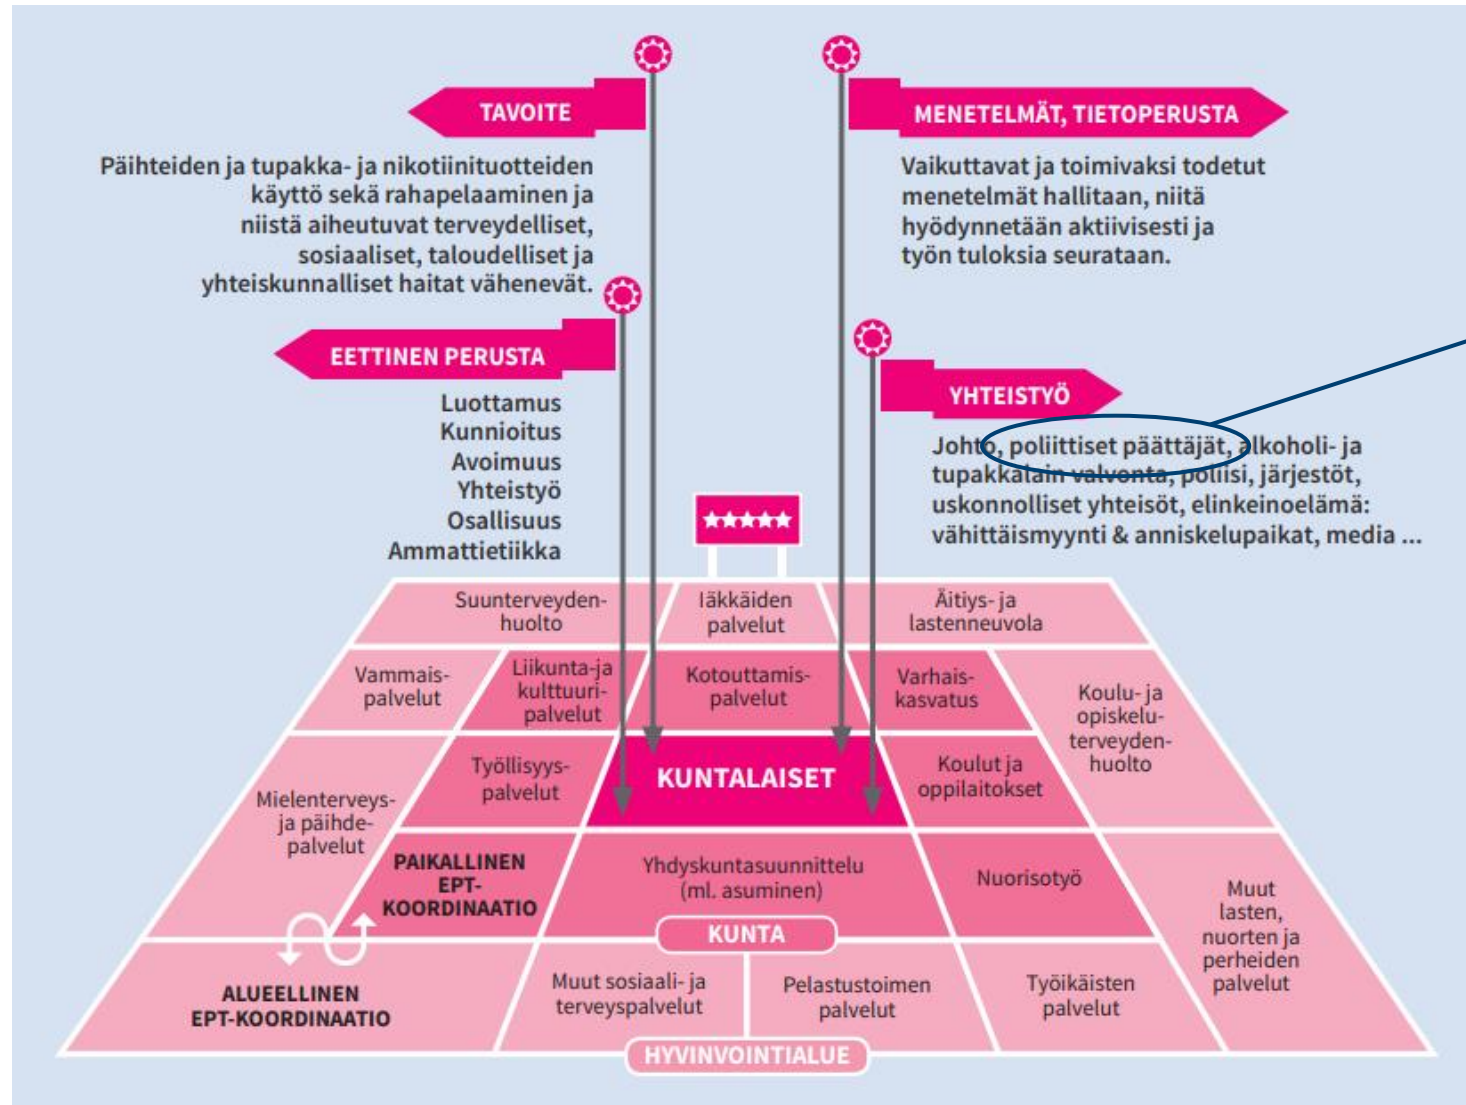 TAVOITE
Päihteiden ja tupakka- ja nikotiinituotteiden
käyttö sekä rahapelaaminen ja
niistä aiheutuvat terveydelliset,
sosiaaliset, taloudelliset ja
yhteiskunnalliset haitat vähenevät.
MENETELMÄT, TIETOPERUSTA
Vaikuttavat ja toimivaksi todetut
menetelmät hallitaan, niitä
hyödynnetään aktiivisesti ja
työn tuloksia seurataan.
EETTINEN PERUSTA
Luottamus
Kunnioitus
Avoimuus
Yhteistyö
Osallisuus
Ammattietiikka
YHTEISTYÖ
Johto, poliittiset päättäjät, alkoholi- ja
tupakkalain valvonta, poliisi, järjestöt,
uskonnolliset yhteisöt, elinkeinoelämä:
vähittäismyynti & anniskelupaikat, media ...
Suunterveyden-
huolto
Iäkkäiden
palvelut
Äitiys- ja
lastenneuvola
Vammais-
palvelut
Liikunta-ja
kulttuuri-
palvelut
Kotouttamis-
palvelut
Varhais-
kasvatus
Koulu- ja
opiskelu-
terveyden-
huolto
Mielenterveys-
ja päihde-
palvelut
Työllisyys-
palvelut
KUNTALAISET
Koulut ja
oppilaitokset
PAIKALLINEN
EPT-
KOORDINAATIO
Yhdyskuntasuunnittelu
(ml. asuminen)
Nuorisotyö
Muut
lasten,
nuorten ja
perheiden
palvelut
KUNTA
ALUEELLINEN
EPT-KOORDINAATIO
Muut sosiaali- ja
terveyspalvelut
Pelastustoimen
palvelut
Työikäisten
palvelut
HYVINVOINTIALUE